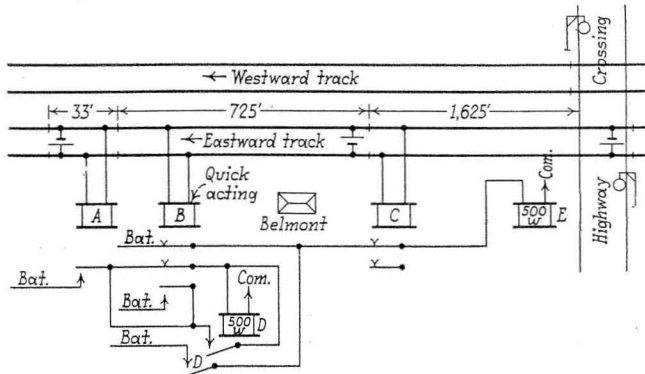 Crossing
← Westward track
33' 725' 1,625'
← Eastward track
Quick
acting
Com.
Highway
A B C 500 E
W
Belmont
Bat.
Bat.
Com.
Bat.
500 D
W
Bat.
D